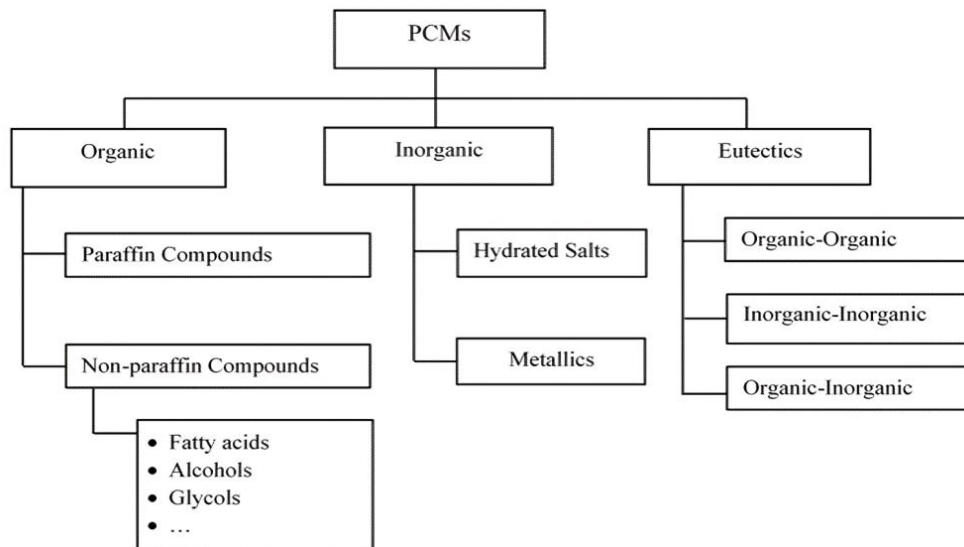 PCMs
Organic
Inorganic
Eutectics
Paraffin Compounds
Non-paraffin Compounds
• Fatty acids
• Alcohols
• Glycols
• …
Hydrated Salts
Metallics
Organic-Organic
Inorganic-Inorganic
Organic-Inorganic